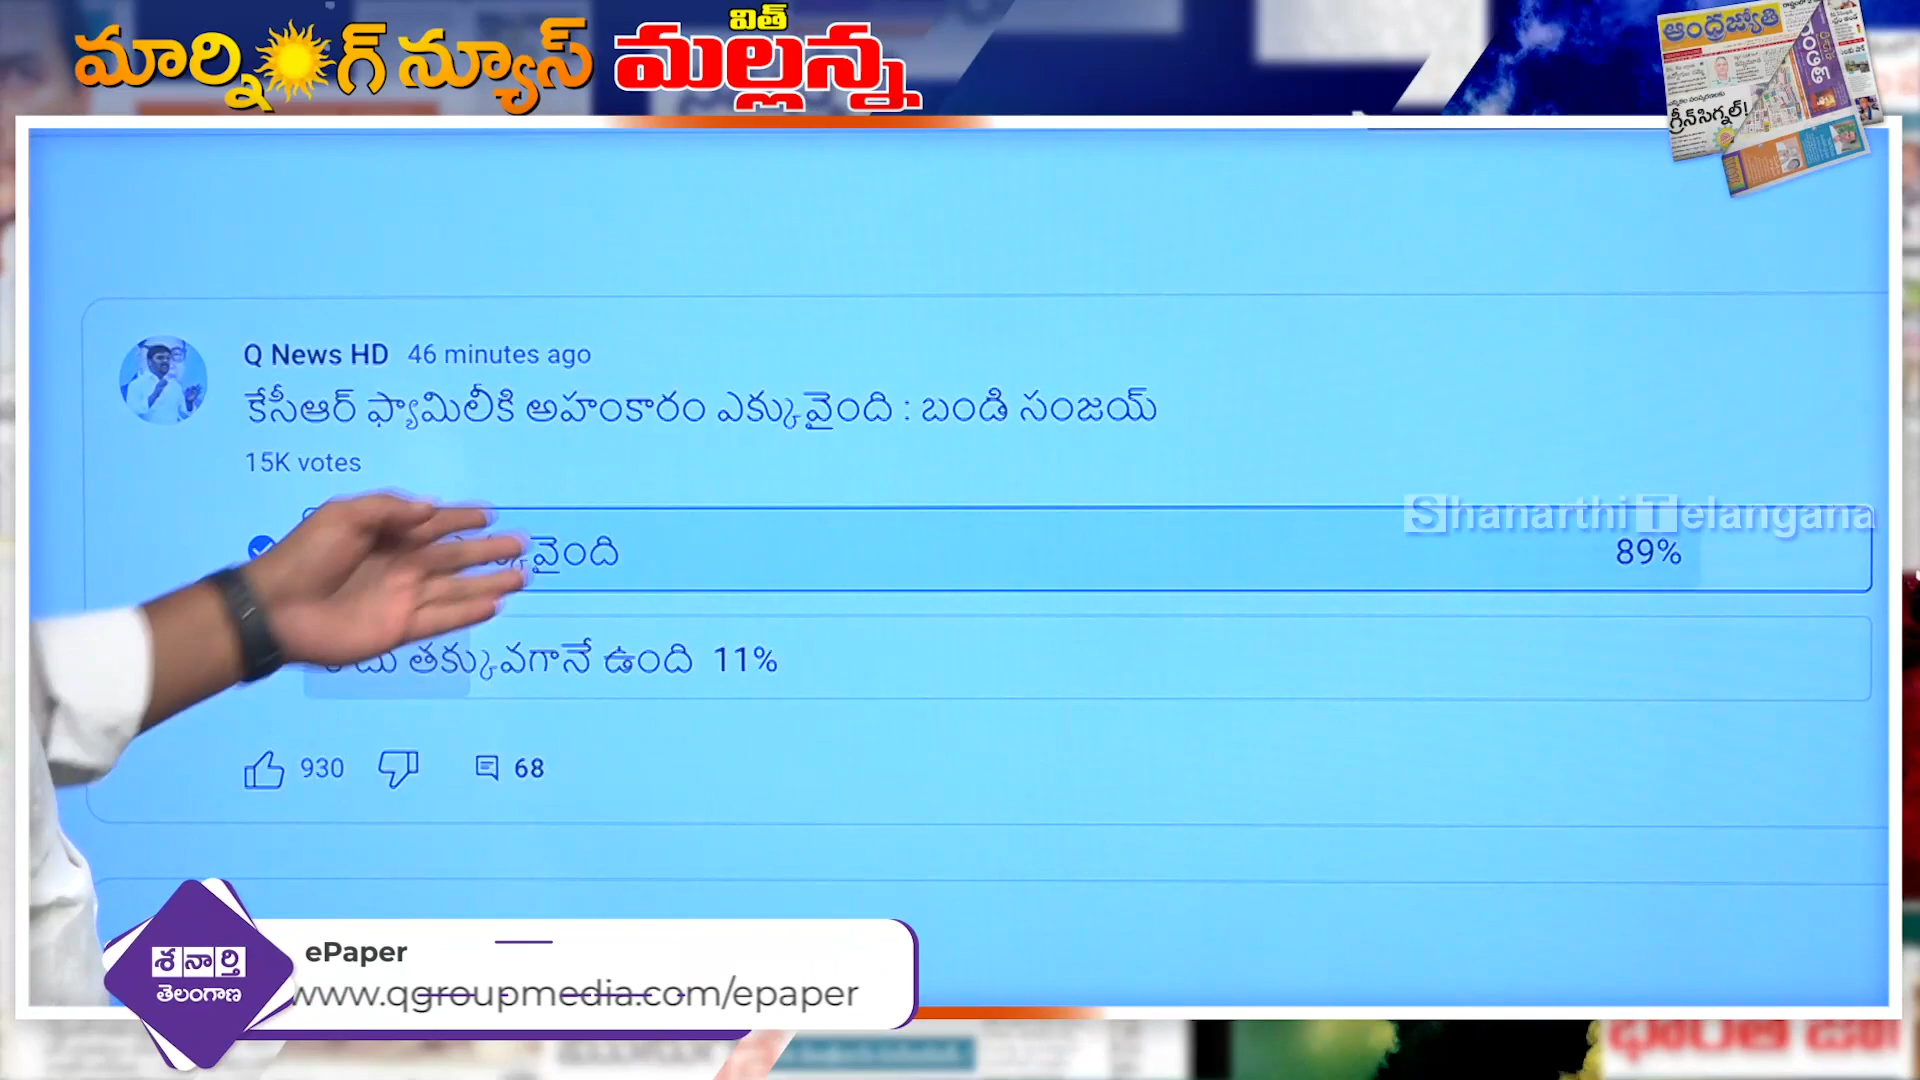 మార్నింగ్ న్యూస్ విత్ మల్లన్న
ఆంధ్రజ్యోతి
గ్రీన్‌సిగ్నల్!
Q News HD 46 minutes ago
కేసీఆర్ ఫ్యామిలీకి అహంకారం ఎక్కువైంది : బండి సంజయ్
15K votes
Shanarthi Telangana
89%
తక్కువగానే ఉంది 11%
930 68
ePaper
www.qgroupmedia.com/epaper
శనార్తి
తెలంగాణ